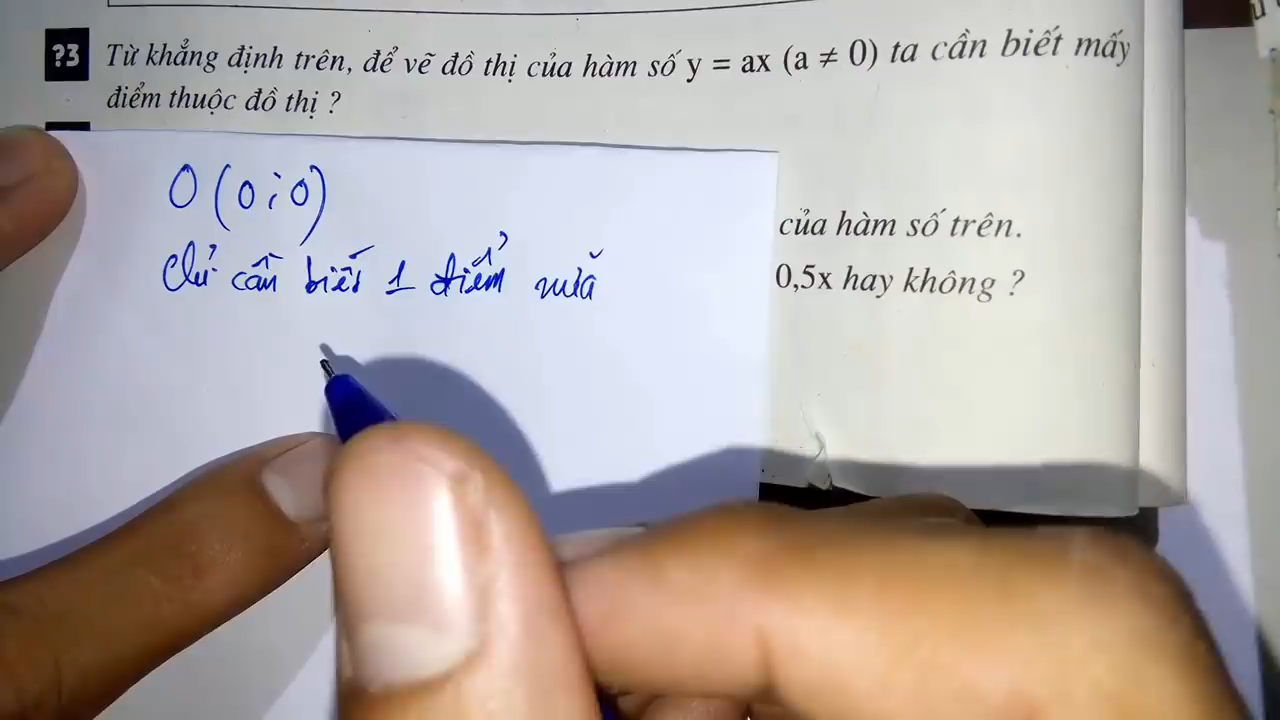 ?3 Từ khẳng định trên, để vẽ đồ thị của hàm số y = ax (a ≠ 0) ta cần biết mấy
điểm thuộc đồ thị ?
O (0 ; 0)
của hàm số trên.
chỉ cần biết 1 điểm nữa
0,5x hay không ?